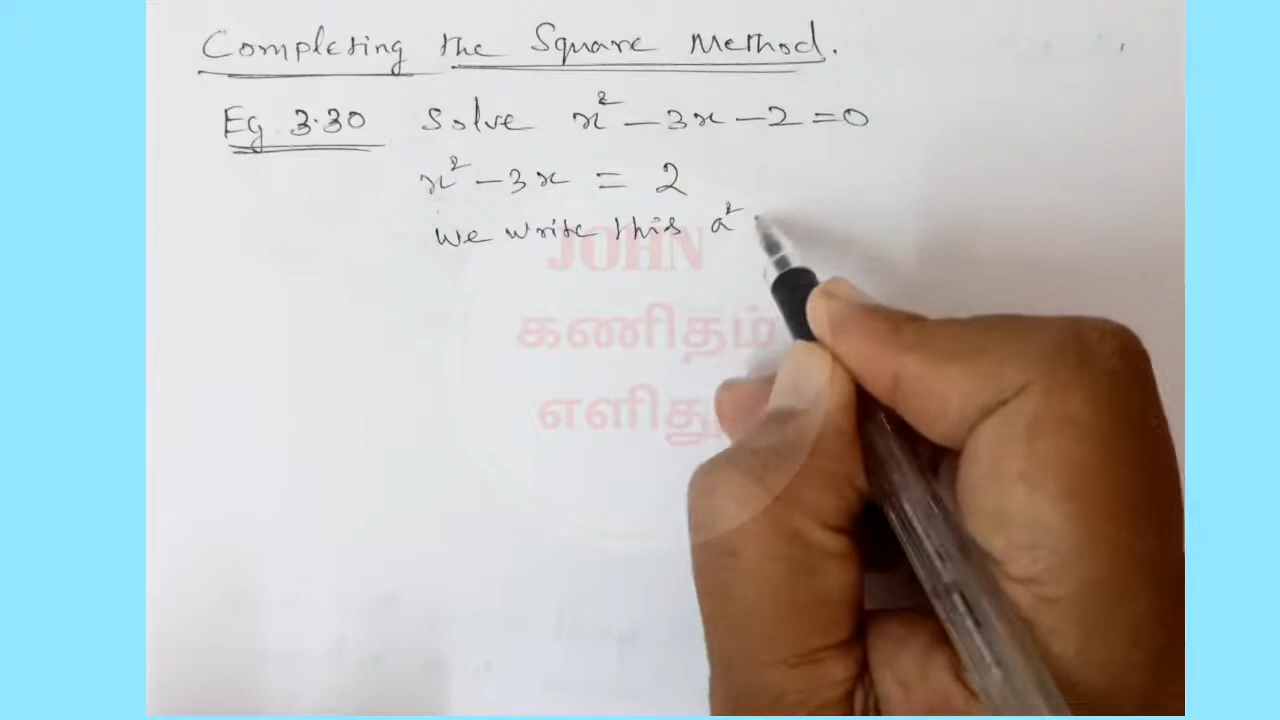 Completing the Square Method.
Eg 3.30 Solve x² - 3x - 2 = 0
x² - 3x = 2
We write this a²
JOHN
கணிதம்
எளிது